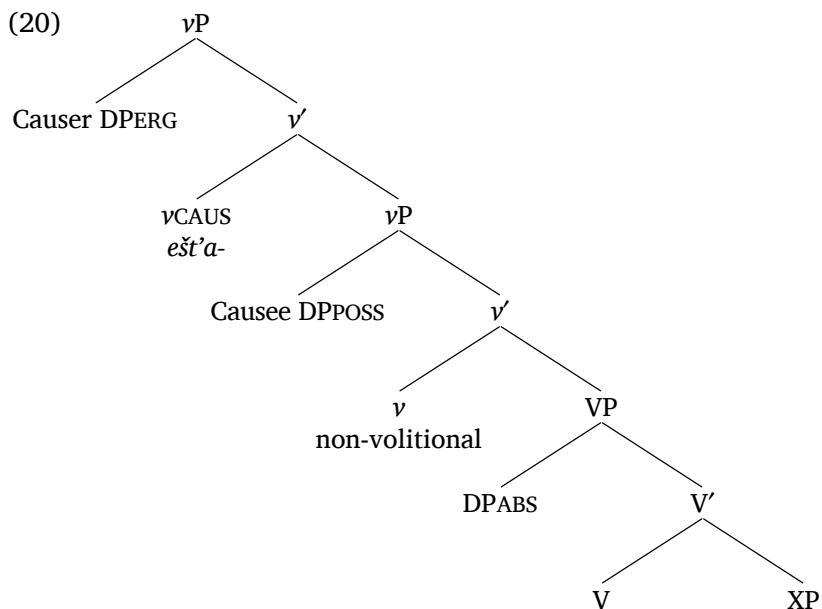 (20) vP
Causer DPERG v′
vCAUS vP
ešt’a-
Causee DPPOSS v′
v VP
non-volitional
DPABS V′
V XP